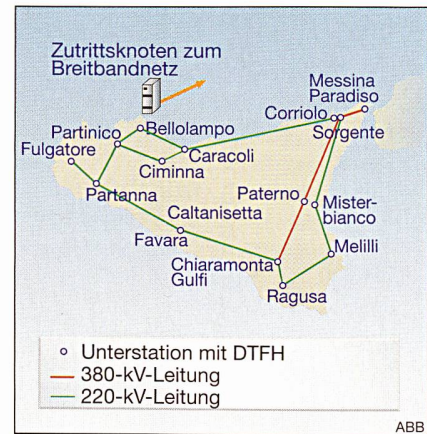 Zutrittsknoten zum
Breitbandnetz
Messina
Paradiso
Corriolo
Sorgente
Partinico
Bellolampo
Fulgatore
Caracoli
Ciminna
Partanna
Paterno
Mister-
bianco
Caltanisetta
Favara
Melilli
Chiaramonta
Gulfi
Ragusa
Unterstation mit DTFH
380-kV-Leitung
220-kV-Leitung
ABB